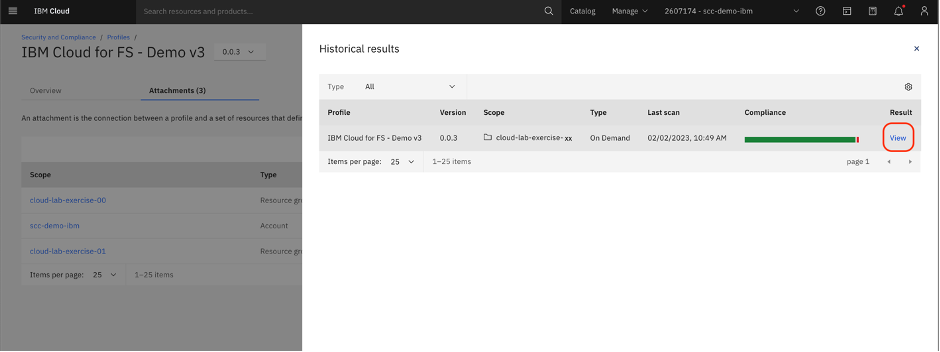 IBM Cloud
Search resources and products...
Catalog
Manage
2607174 - scc-demo-ibm
Security and Compliance / Profiles /
IBM Cloud for FS - Demo v3
0.0.3
Overview
Attachments (3)
An attachment is the connection between a profile and a set of resources that
Scope
Type
cloud-lab-exercise-00
Resource
scc-demo-ibm
Account
cloud-lab-exercise-01
Resource
Items per page: 25
1–25 items
Historical results
Type
All
Profile
Version
Scope
Type
Last scan
Compliance
Result
IBM Cloud for FS - Demo v3
0.0.3
cloud-lab-exercise- xx
On Demand
02/02/2023, 10:49 AM
View
Items per page: 25
1–25 items
page 1